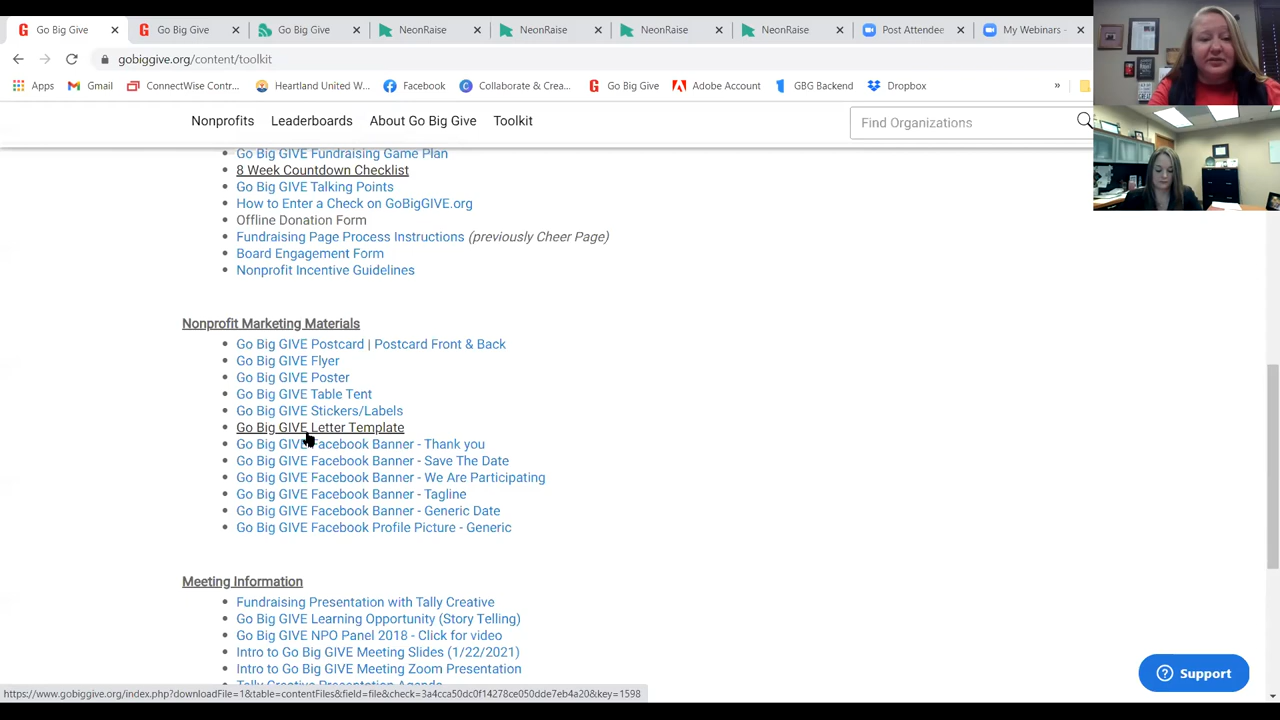 Go Big Give
Go Big Give
Go Big Give
NeonRaise
NeonRaise
NeonRaise
NeonRaise
Post Attendee
My Webinars -
gobiggive.org/content/toolkit
Apps
Gmail
ConnectWise Contr...
Heartland United W...
Facebook
Collaborate & Crea...
Go Big Give
Adobe Account
GBG Backend
Dropbox
»
Nonprofits
Leaderboards
About Go Big Give
Toolkit
Find Organizations
Go Big GIVE Fundraising Game Plan
8 Week Countdown Checklist
Go Big GIVE Talking Points
How to Enter a Check on GoBigGIVE.org
Offline Donation Form
Fundraising Page Process Instructions (previously Cheer Page)
Board Engagement Form
Nonprofit Incentive Guidelines
Nonprofit Marketing Materials
Go Big GIVE Postcard | Postcard Front & Back
Go Big GIVE Flyer
Go Big GIVE Poster
Go Big GIVE Table Tent
Go Big GIVE Stickers/Labels
Go Big GIVE Letter Template
Go Big GIVE Facebook Banner - Thank you
Go Big GIVE Facebook Banner - Save The Date
Go Big GIVE Facebook Banner - We Are Participating
Go Big GIVE Facebook Banner - Tagline
Go Big GIVE Facebook Banner - Generic Date
Go Big GIVE Facebook Profile Picture - Generic
Meeting Information
Fundraising Presentation with Tally Creative
Go Big GIVE Learning Opportunity (Story Telling)
Go Big GIVE NPO Panel 2018 - Click for video
Intro to Go Big GIVE Meeting Slides (1/22/2021)
Intro to Go Big GIVE Meeting Zoom Presentation
Tally Creative Presentation Agenda
Support
https://www.gobiggive.org/index.php?downloadFile=1&table=contentFiles&field=file&check=3a4cca50dc0f14278ce050dde7eb4a20&key=1598